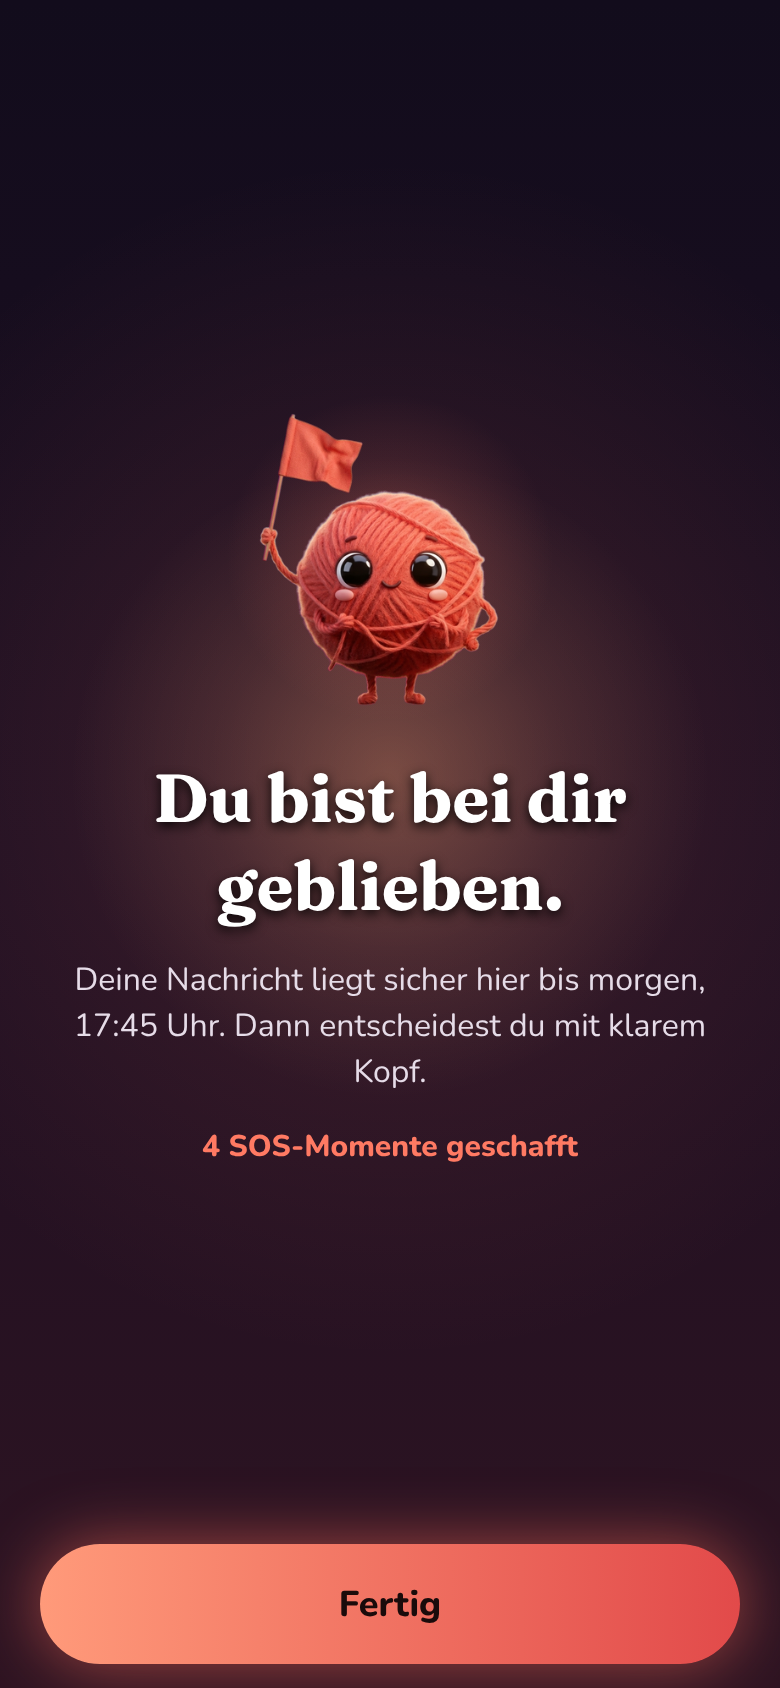 Du bist bei dir
geblieben.
Deine Nachricht liegt sicher hier bis morgen,
17:45 Uhr. Dann entscheidest du mit klarem
Kopf.
4 SOS-Momente geschafft
Fertig